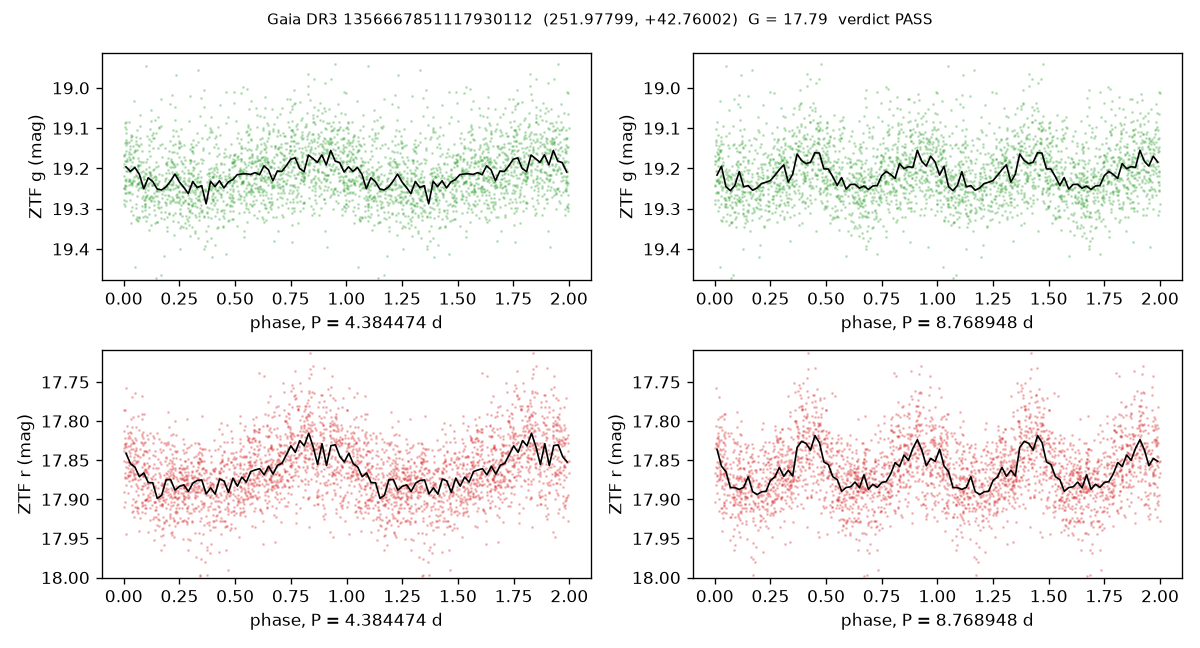 Gaia DR3 1356667851117930112  (251.97799, +42.76002)  G = 17.79  verdict PASS
ZTF g (mag)
19.0
19.1
19.2
19.3
19.4
0.00 0.25 0.50 0.75 1.00 1.25 1.50 1.75 2.00
phase, P = 4.384474 d
ZTF g (mag)
19.0
19.1
19.2
19.3
19.4
0.00 0.25 0.50 0.75 1.00 1.25 1.50 1.75 2.00
phase, P = 8.768948 d
ZTF r (mag)
17.75
17.80
17.85
17.90
17.95
18.00
0.00 0.25 0.50 0.75 1.00 1.25 1.50 1.75 2.00
phase, P = 4.384474 d
ZTF r (mag)
17.75
17.80
17.85
17.90
17.95
18.00
0.00 0.25 0.50 0.75 1.00 1.25 1.50 1.75 2.00
phase, P = 8.768948 d